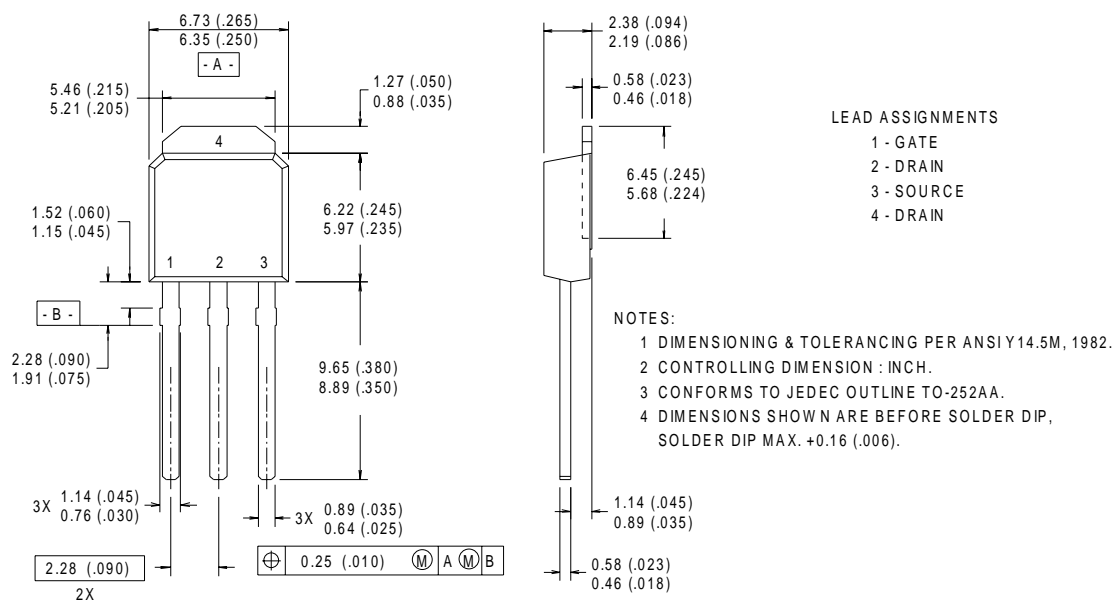 6.73 (.265)
6.35 (.250)
- A -
5.46 (.215)
5.21 (.205)
1.27 (.050)
0.88 (.035)
4
1.52 (.060)
1.15 (.045)
6.22 (.245)
5.97 (.235)
1 2 3
- B -
2.28 (.090)
1.91 (.075)
9.65 (.380)
8.89 (.350)
3X 1.14 (.045)
0.76 (.030)
3X 0.89 (.035)
0.64 (.025)
2.28 (.090)
2X
⌖ 0.25 (.010) Ⓜ A Ⓜ B
2.38 (.094)
2.19 (.086)
0.58 (.023)
0.46 (.018)
6.45 (.245)
5.68 (.224)
1.14 (.045)
0.89 (.035)
0.58 (.023)
0.46 (.018)
LEAD ASSIGNMENTS
1 - GATE
2 - DRAIN
3 - SOURCE
4 - DRAIN
NOTES:
1 DIMENSIONING & TOLERANCING PER ANSI Y14.5M, 1982.
2 CONTROLLING DIMENSION : INCH.
3 CONFORMS TO JEDEC OUTLINE TO-252AA.
4 DIMENSIONS SHOWN ARE BEFORE SOLDER DIP,
SOLDER DIP MAX. +0.16 (.006).